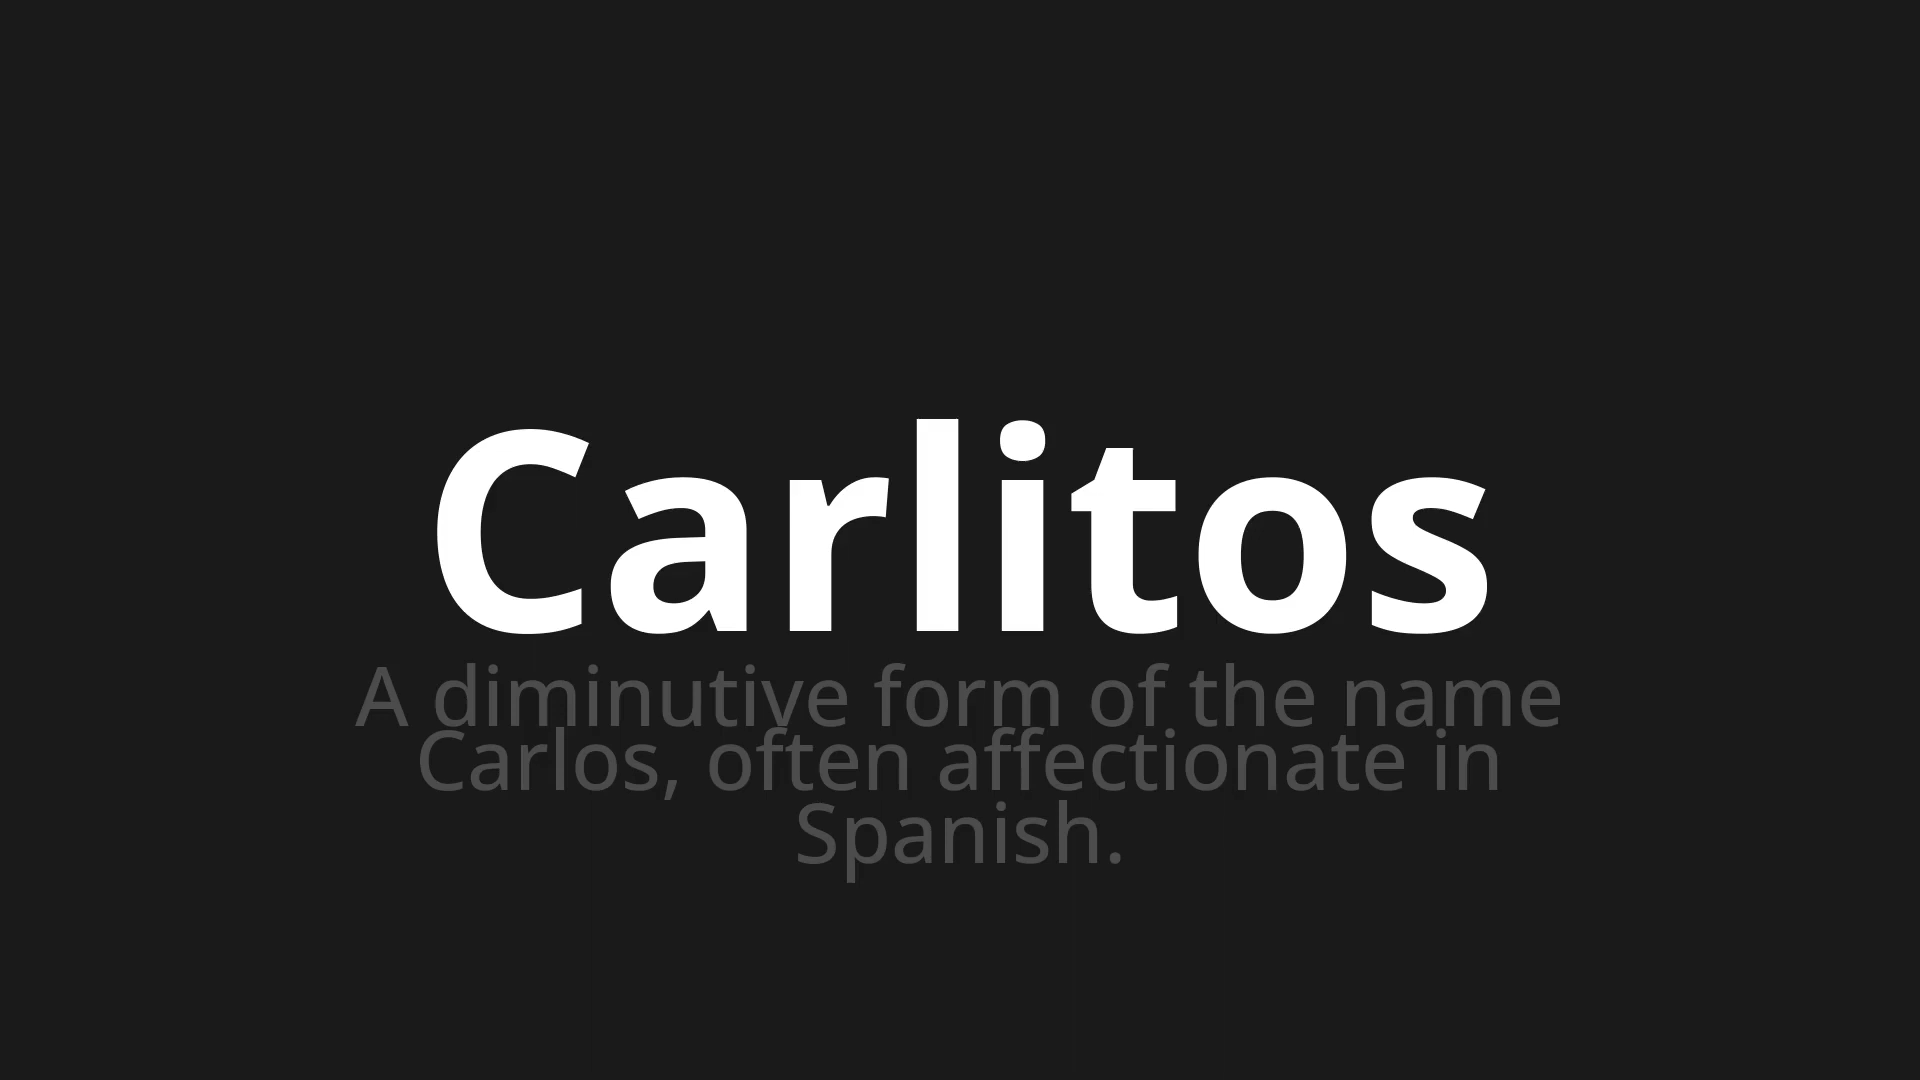 Carlitos
A diminutive form of the name
Carlos, often affectionate in
Spanish.